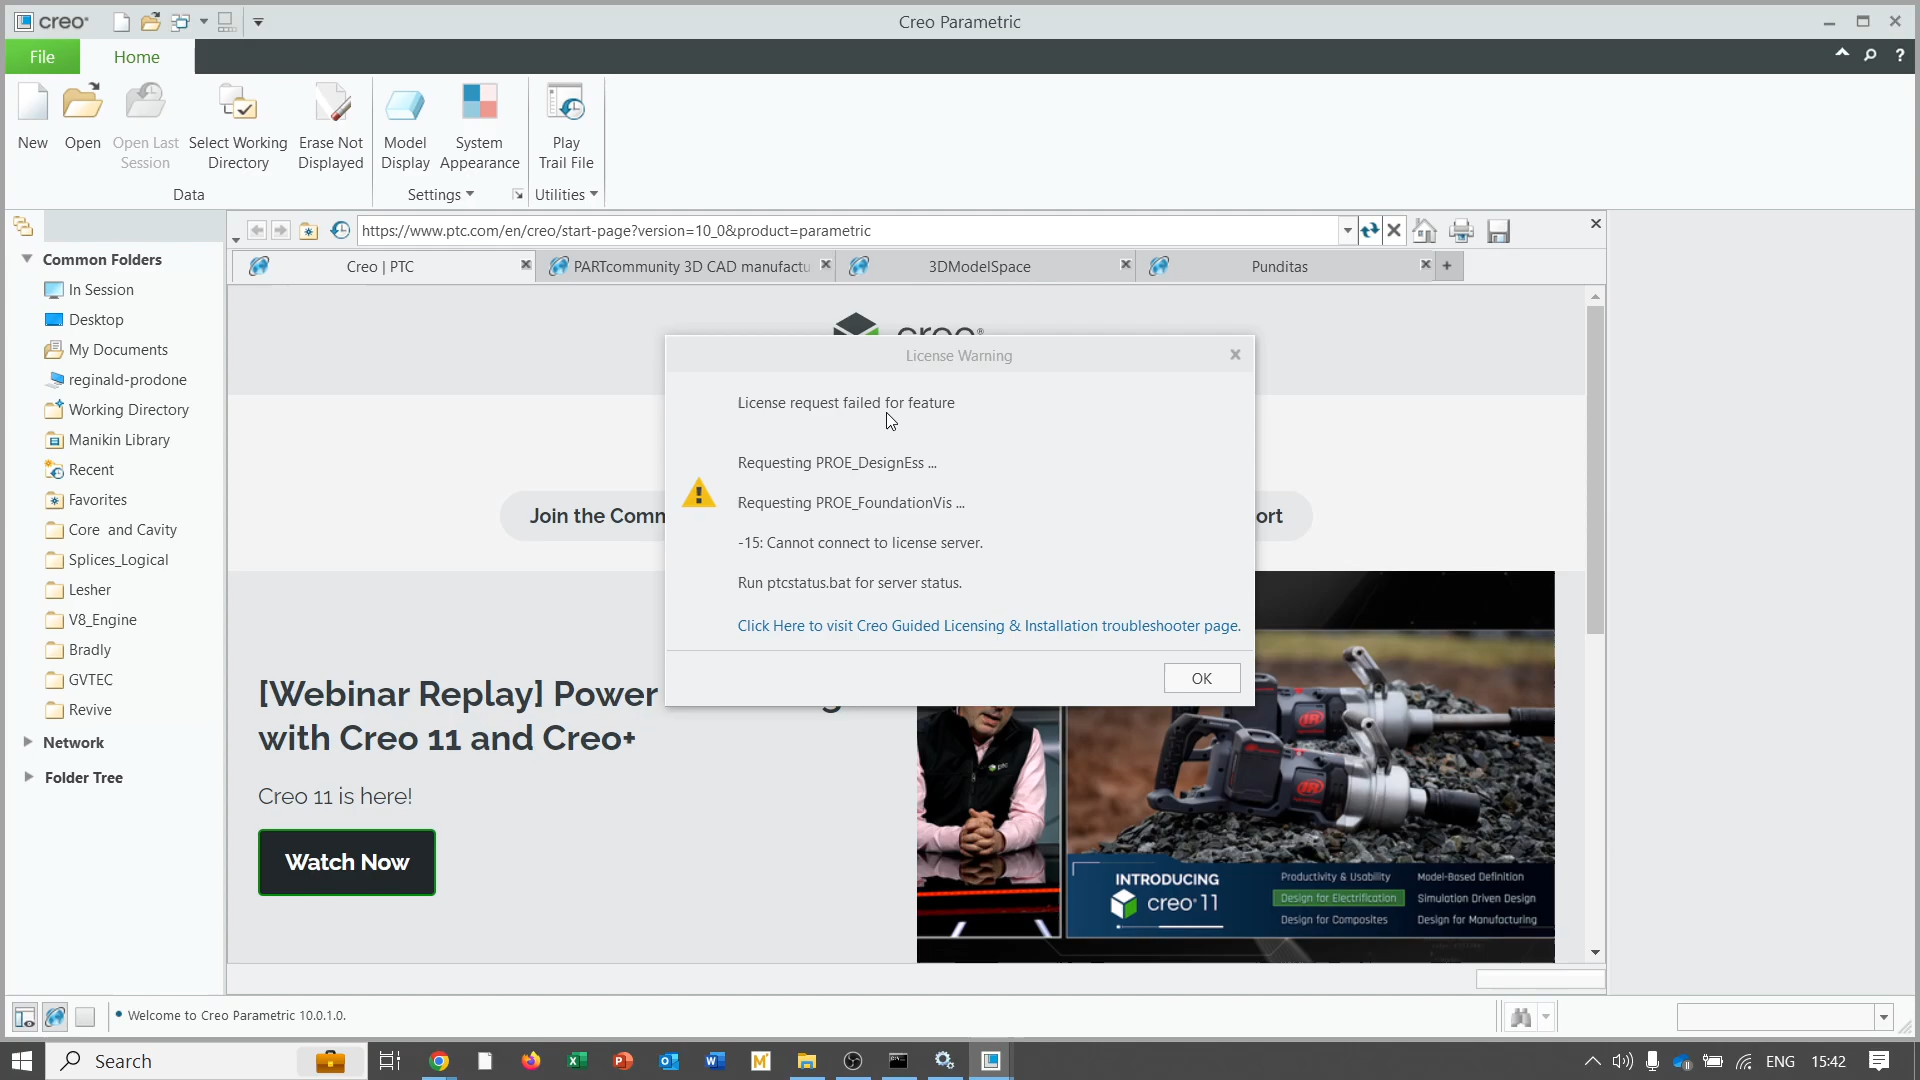 creo®
Creo Parametric
File
Home
?
New
Open
Open Last
Session
Select Working
Directory
Erase Not
Displayed
Model
Display
System
Appearance
Play
Trail File
Data
Settings
Utilities
https://www.ptc.com/en/creo/start-page?version=10_0&product=parametric
Creo | PTC
PARTcommunity 3D CAD manufactu
3DModelSpace
Punditas
Common Folders
In Session
Desktop
My Documents
reginald-prodone
Working Directory
Manikin Library
Recent
Favorites
Core and Cavity
Splices_Logical
Lesher
V8_Engine
Bradly
GVTEC
Revive
Network
Folder Tree
creo®
License Warning
License request failed for feature
Requesting PROE_DesignEss ...
Requesting PROE_FoundationVis ...
-15: Cannot connect to license server.
Run ptcstatus.bat for server status.
Click Here to visit Creo Guided Licensing & Installation troubleshooter page.
OK
Join the Comm
ort
[Webinar Replay] Power
g
with Creo 11 and Creo+
Creo 11 is here!
Watch Now
ptc
INTRODUCING
creo® 11
Productivity & Usability
Model-Based Definition
Design for Electrification
Simulation Driven Design
Design for Composites
Design for Manufacturing
Welcome to Creo Parametric 10.0.1.0.
Search
ENG
15:42